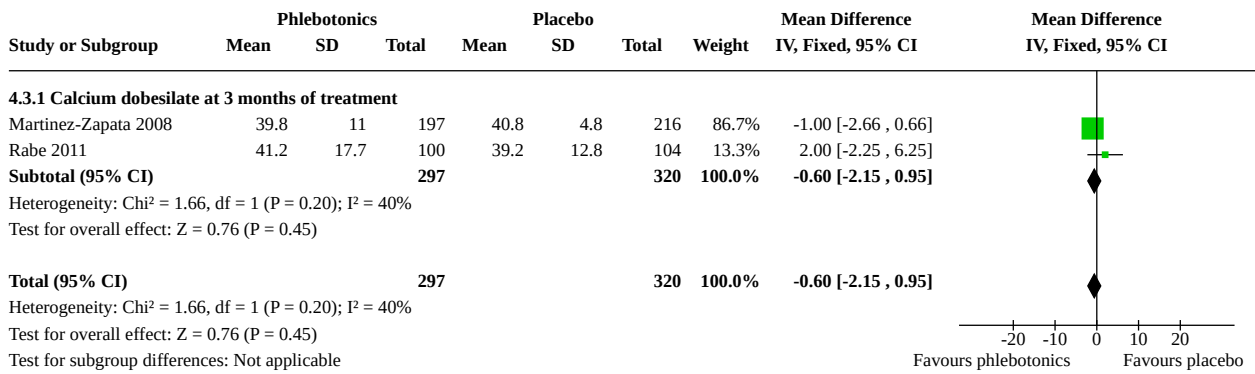 Phlebotonics Placebo Mean Difference Mean Difference
Study or Subgroup Mean SD Total Mean SD Total Weight IV, Fixed, 95% CI IV, Fixed, 95% CI
4.3.1 Calcium dobesilate at 3 months of treatment
Martinez-Zapata 2008 39.8 11 197 40.8 4.8 216 86.7% -1.00 [-2.66 , 0.66]
Rabe 2011 41.2 17.7 100 39.2 12.8 104 13.3% 2.00 [-2.25 , 6.25]
Subtotal (95% CI) 297 320 100.0% -0.60 [-2.15 , 0.95]
Heterogeneity: Chi² = 1.66, df = 1 (P = 0.20); I² = 40%
Test for overall effect: Z = 0.76 (P = 0.45)
Total (95% CI) 297 320 100.0% -0.60 [-2.15 , 0.95]
Heterogeneity: Chi² = 1.66, df = 1 (P = 0.20); I² = 40%
Test for overall effect: Z = 0.76 (P = 0.45) -20 -10 0 10 20
Test for subgroup differences: Not applicable Favours phlebotonics Favours placebo